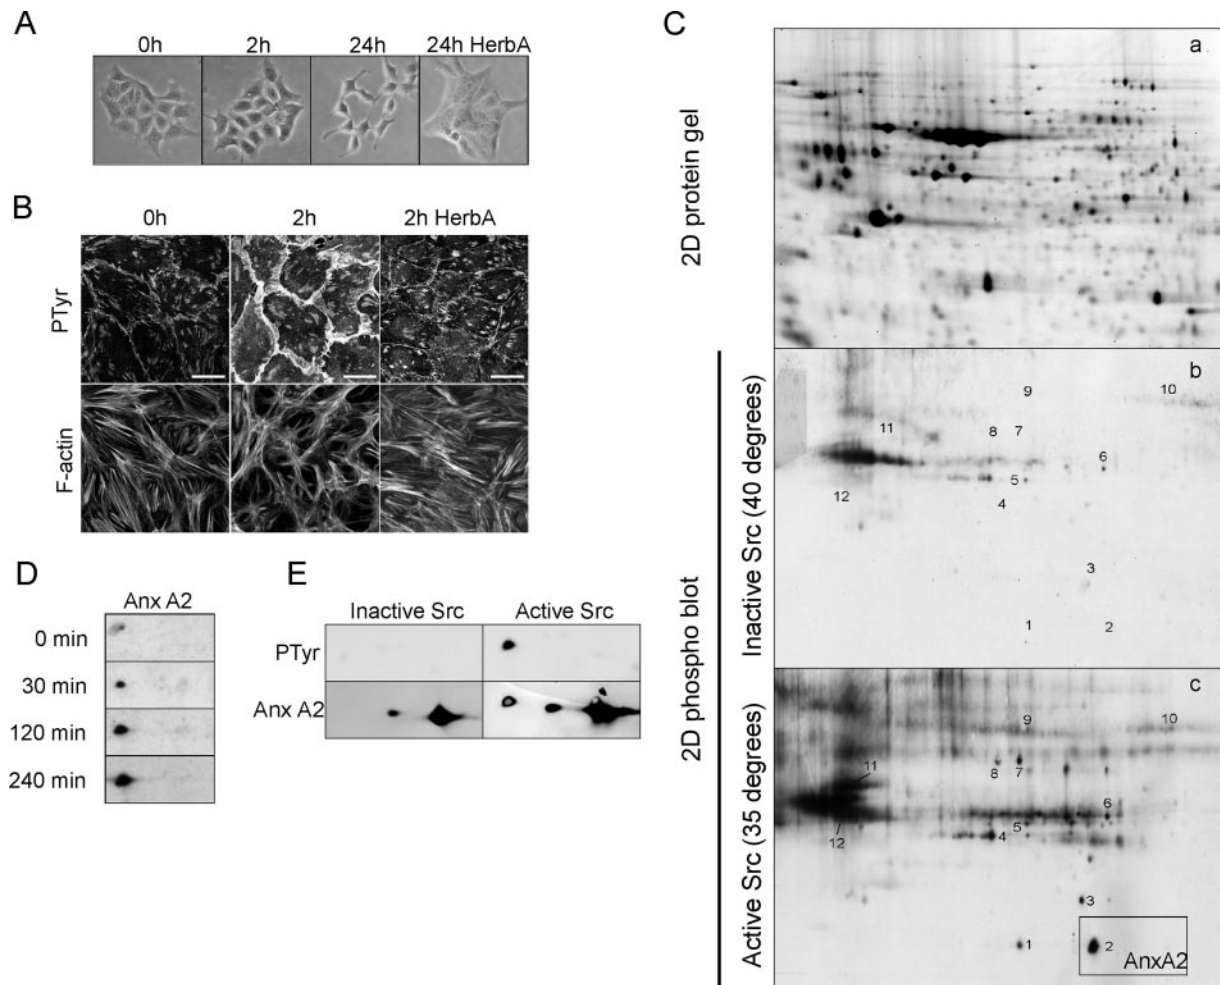 A
0h 2h 24h 24h HerbA
B
0h 2h 2h HerbA
PTyr
F-actin
D
Anx A2
0 min
30 min
120 min
240 min
E
Inactive Src Active Src
PTyr
Anx A2
C
2D protein gel
a
2D phospho blot
Inactive Src (40 degrees)
b
9 10
11 8 7
6
5
12
4
3
1 2
Active Src (35 degrees)
c
9 10
11 8 7
6
5
12 4
3
1 2
AnxA2